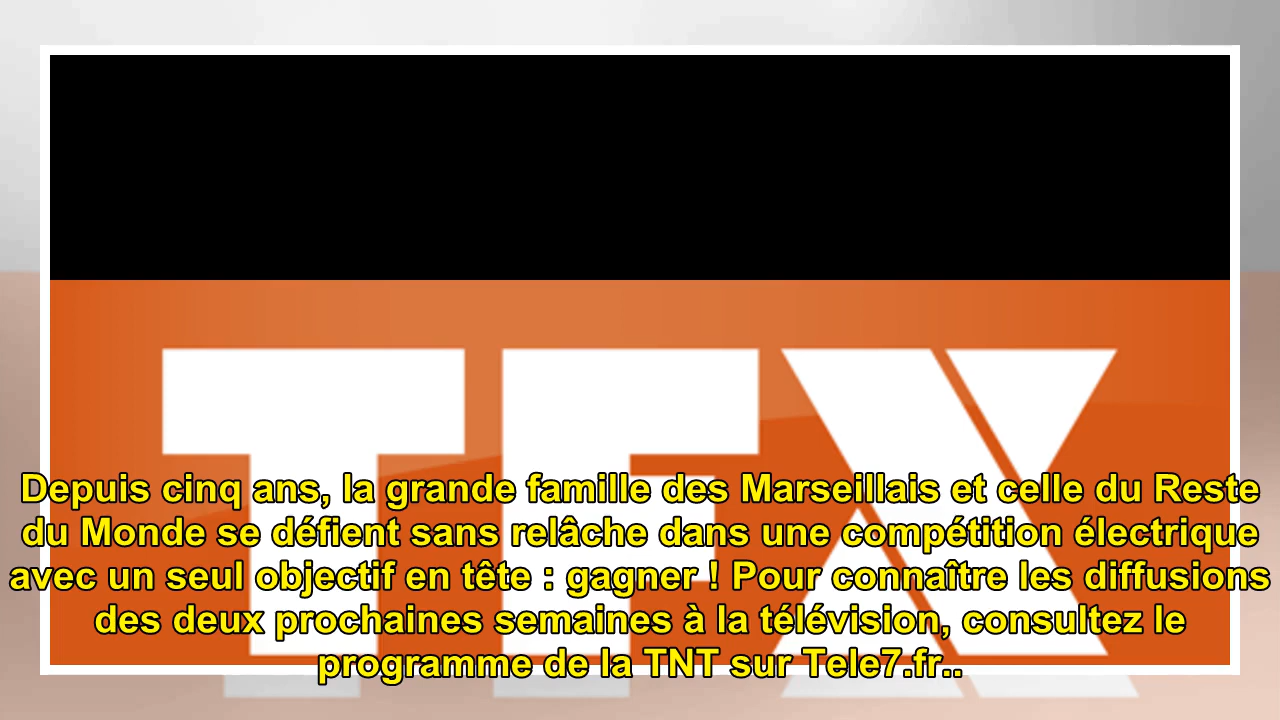 TFX
Depuis cinq ans, la grande famille des Marseillais et celle du Reste
du Monde se défient sans relâche dans une compétition électrique
avec un seul objectif en tête : gagner ! Pour connaître les diffusions
des deux prochaines semaines à la télévision, consultez le
programme de la TNT sur Tele7.fr..